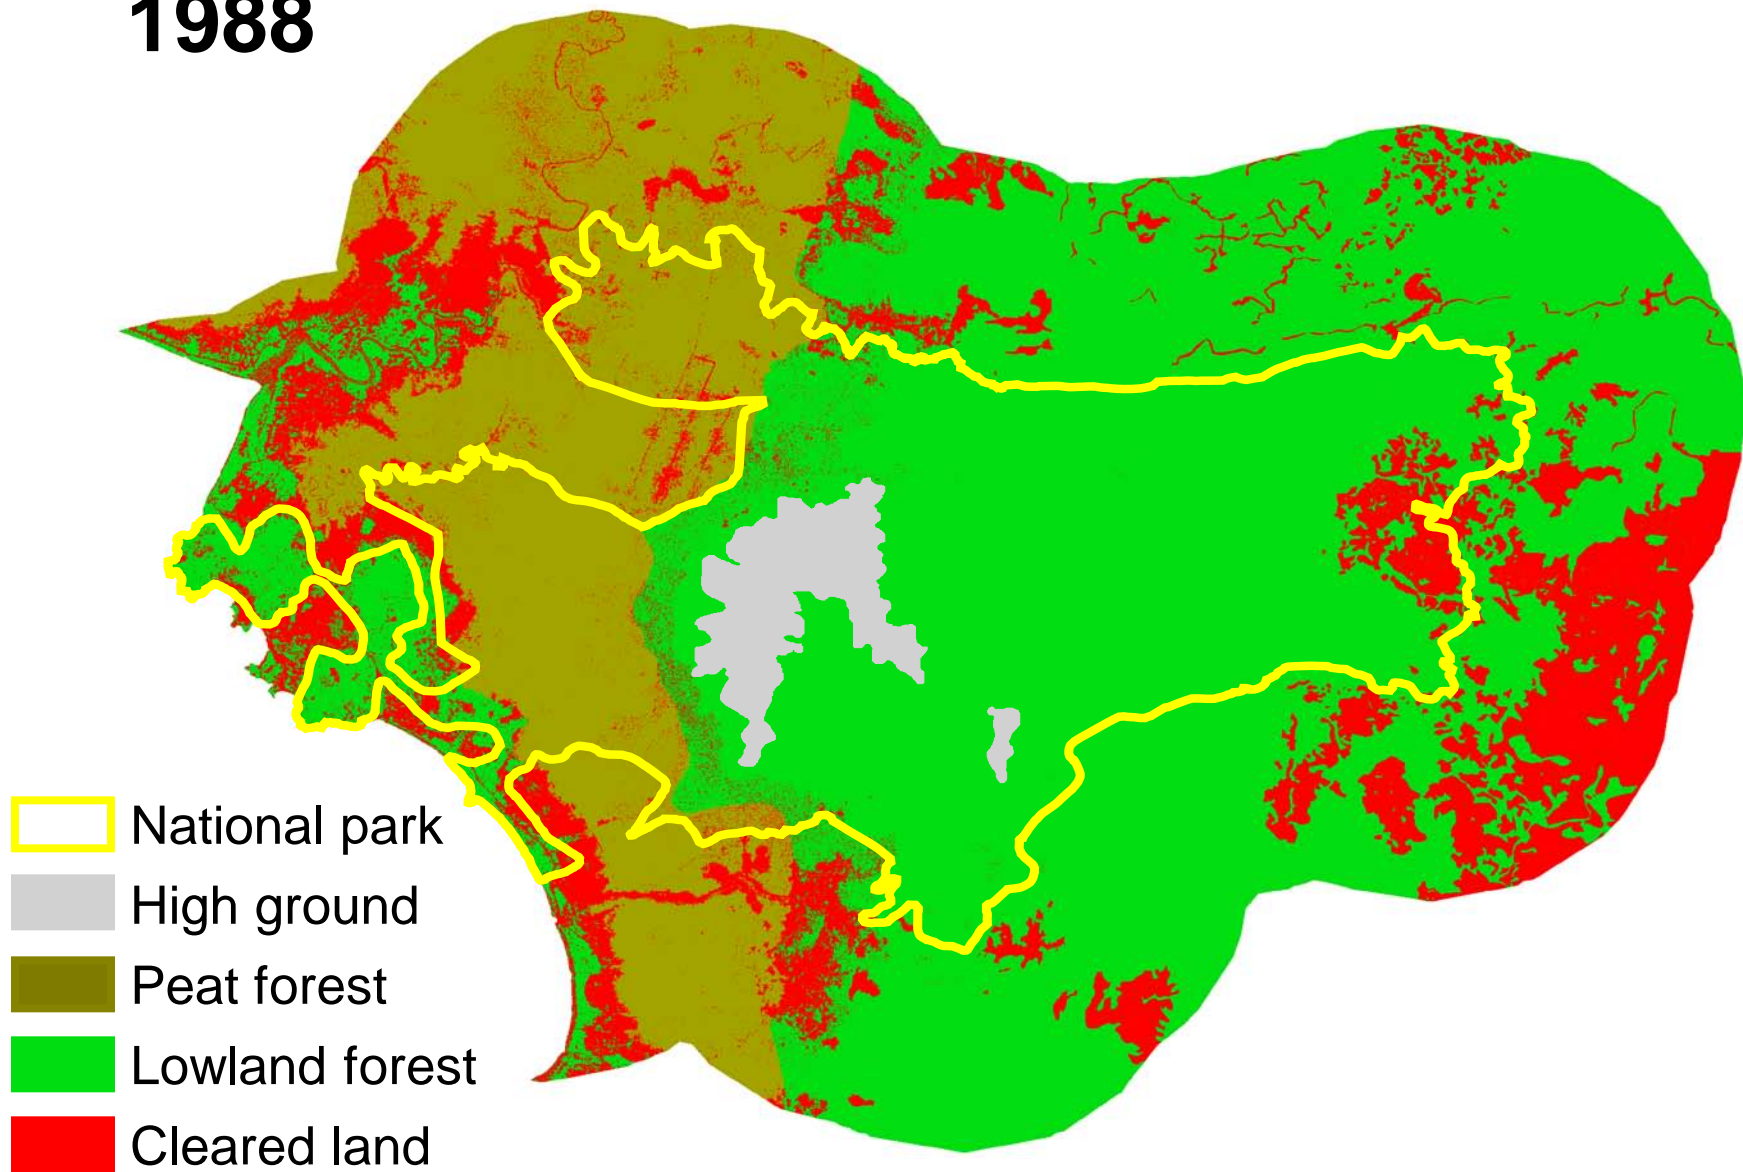 1988
National park
High ground
Peat forest
Lowland forest
Cleared land